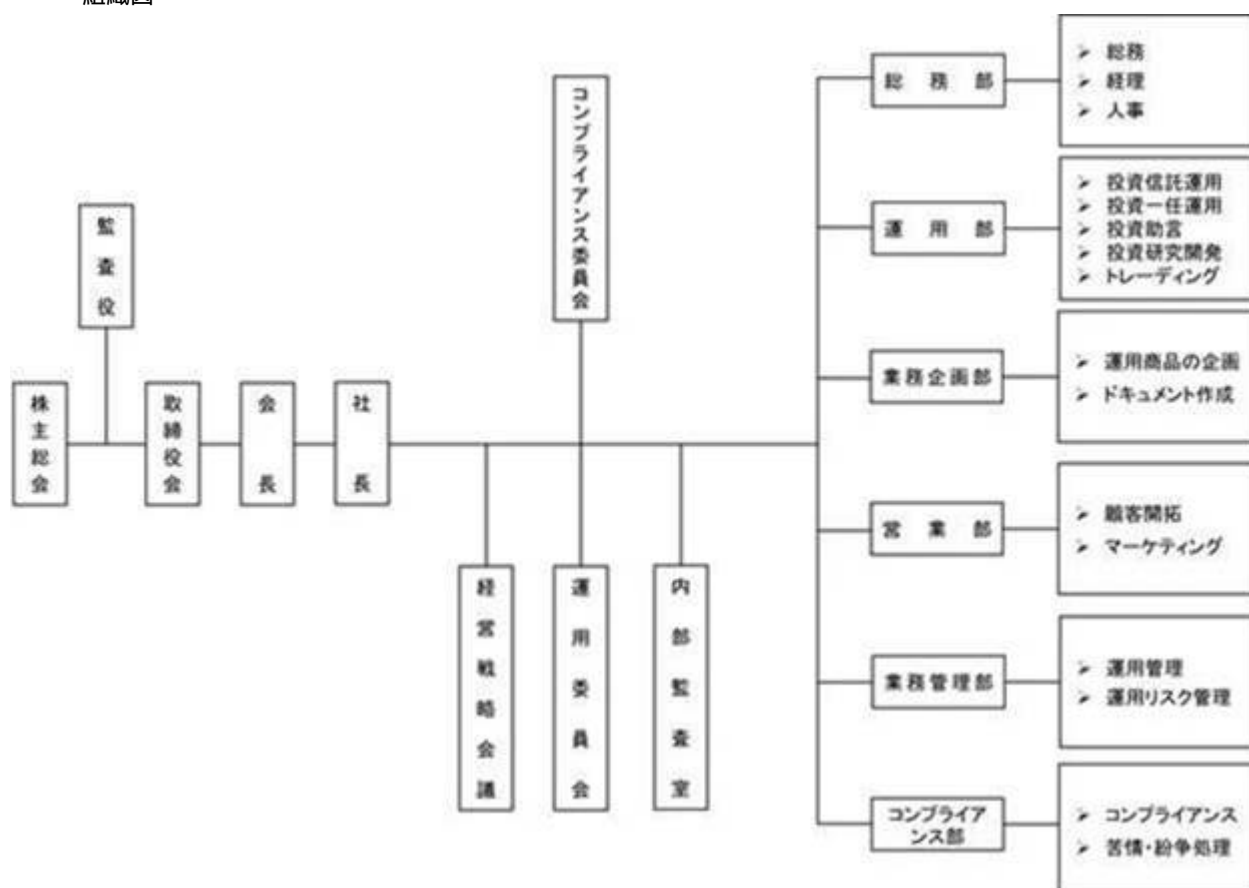 組織図
コンプライアンス委員会
監査役
株主総会
取締役会
会長
社長
経営戦略会議
運用委員会
内部監査室
総務部
➢ 総務
➢ 経理
➢ 人事
運用部
➢ 投資信託運用
➢ 投資一任運用
➢ 投資助言
➢ 投資研究開発
➢ トレーディング
業務企画部
➢ 運用商品の企画
➢ ドキュメント作成
営業部
➢ 顧客開拓
➢ マーケティング
業務管理部
➢ 運用管理
➢ 運用リスク管理
コンプライア
ンス部
➢ コンプライアンス
➢ 苦情・紛争処理